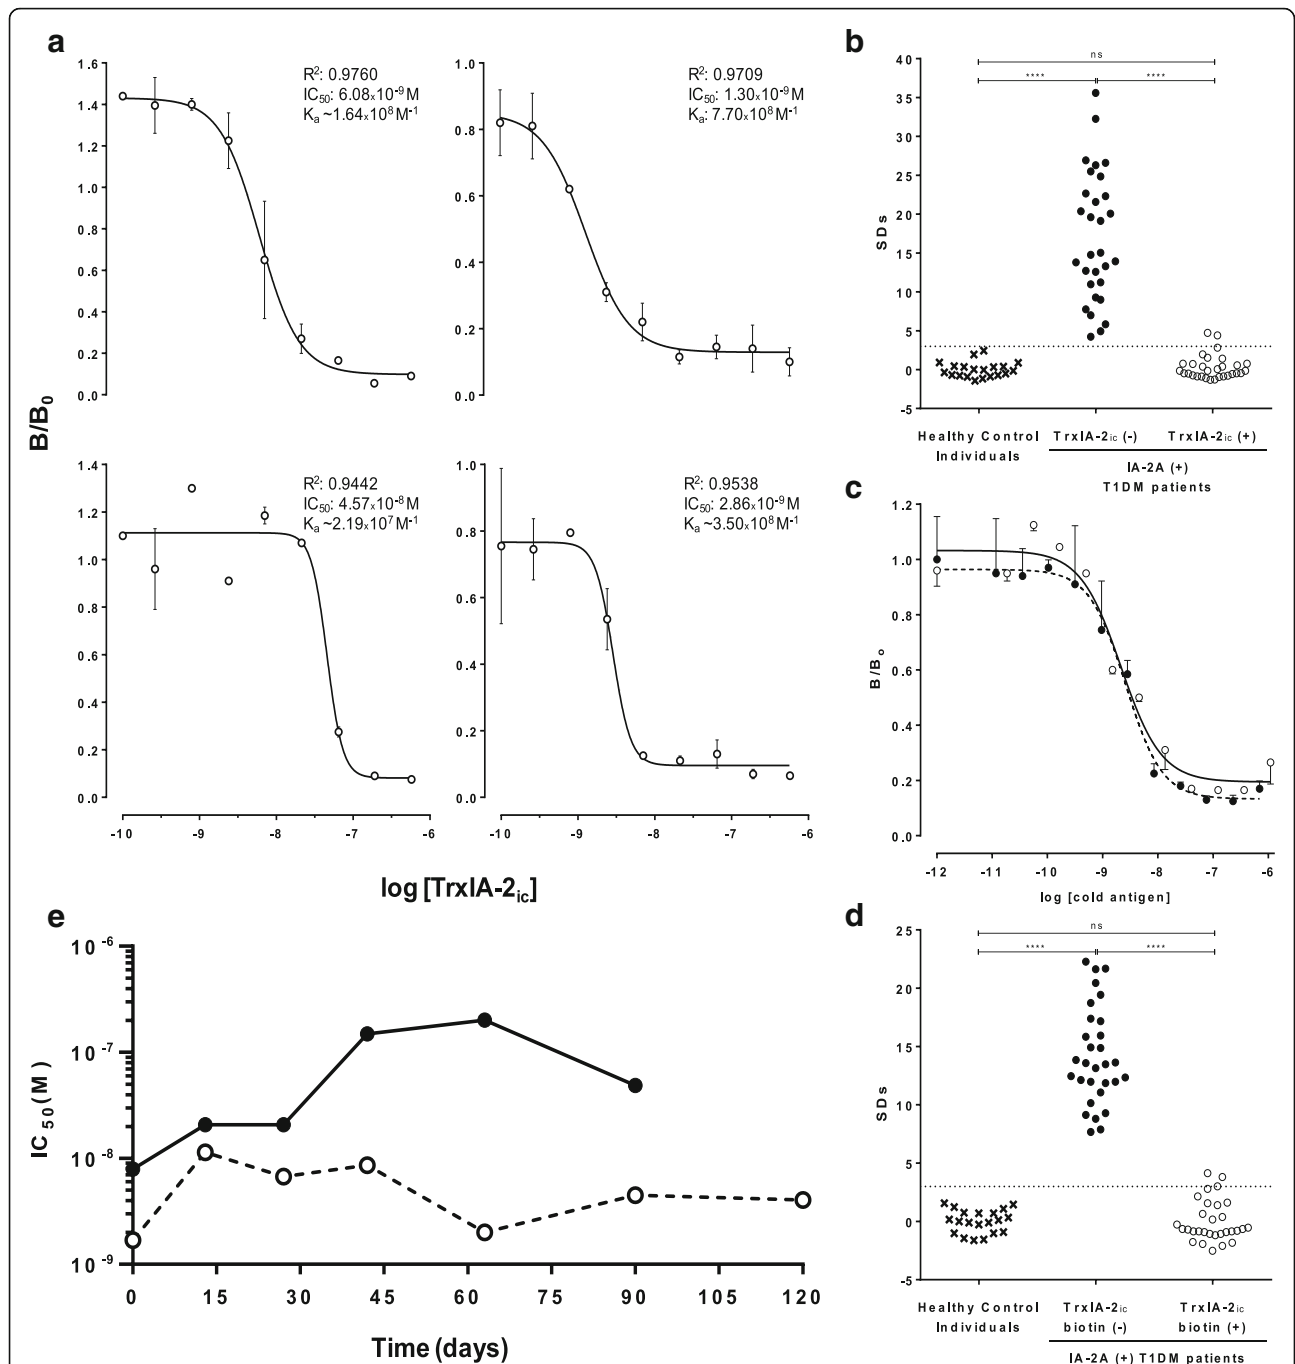 a
B/B0
1.6
1.4
1.2
1.0
0.8
0.6
0.4
0.2
0.0
R2: 0.9760
IC50: 6.08x10-9M
Ka ~1.64x108M-1
1.0
0.8
0.6
0.4
0.2
0.0
R2: 0.9709
IC50: 1.30x10-9M
Ka: 7.70x108M-1
1.4
1.2
1.0
0.8
0.6
0.4
0.2
0.0
R2: 0.9442
IC50: 4.57x10-8M
Ka ~2.19x107M-1
-10 -9 -8 -7 -6
1.0
0.8
0.6
0.4
0.2
0.0
R2: 0.9538
IC50: 2.86x10-9M
Ka ~3.50x108M-1
-10 -9 -8 -7 -6
log [TrxIA-2ic]
b
ns
**** ****
SDs
40
35
30
25
20
15
10
5
0
-5
Healthy Control
Individuals
TrxIA-2ic (-) TrxIA-2ic (+)
IA-2A (+)
T1DM patients
c
B/Bo
1.2
1.0
0.8
0.6
0.4
0.2
0.0
-12 -11 -10 -9 -8 -7 -6
log [cold antigen]
d
ns
**** ****
SDs
25
20
15
10
5
0
-5
Healthy Control
Individuals
TrxIA-2ic
biotin (-)
TrxIA-2ic
biotin (+)
IA-2A (+) T1DM patients
e
IC 50 (M)
10-6
10-7
10-8
10-9
0 15 30 45 60 75 90 105 120
Time (days)